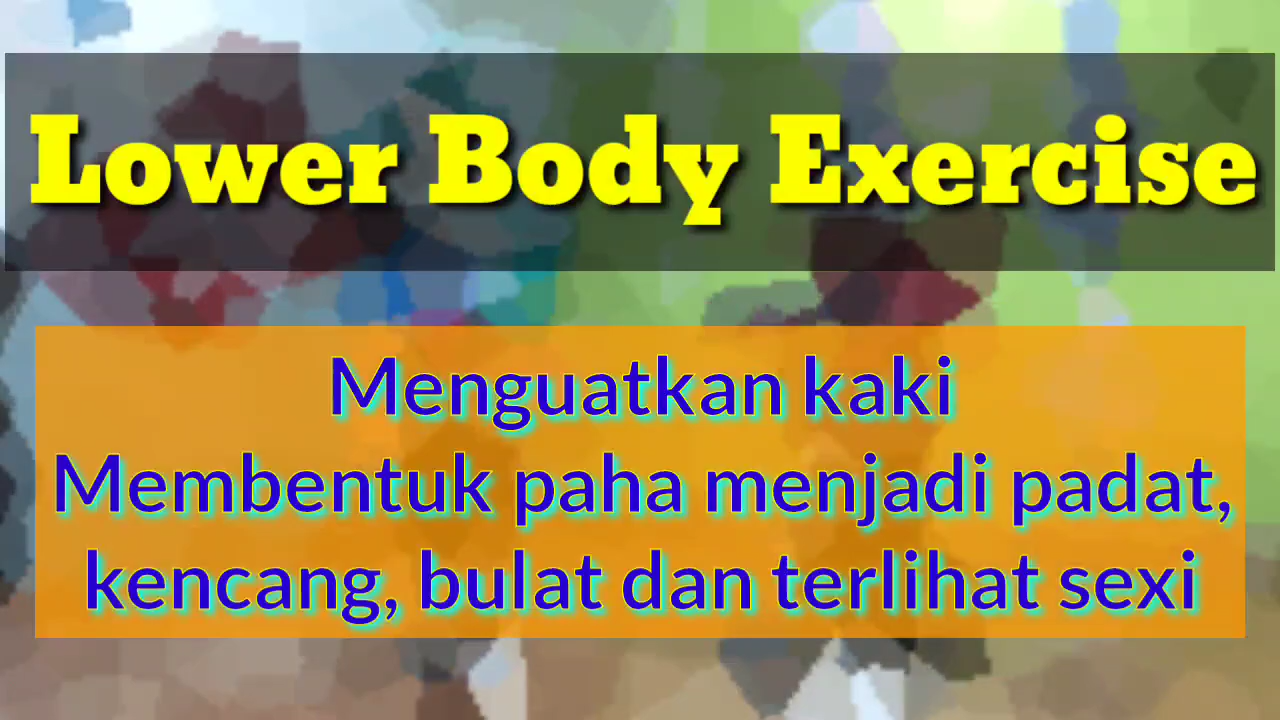 Lower Body Exercise
Menguatkan kaki
Membentuk paha menjadi padat,
kencang, bulat dan terlihat sexi